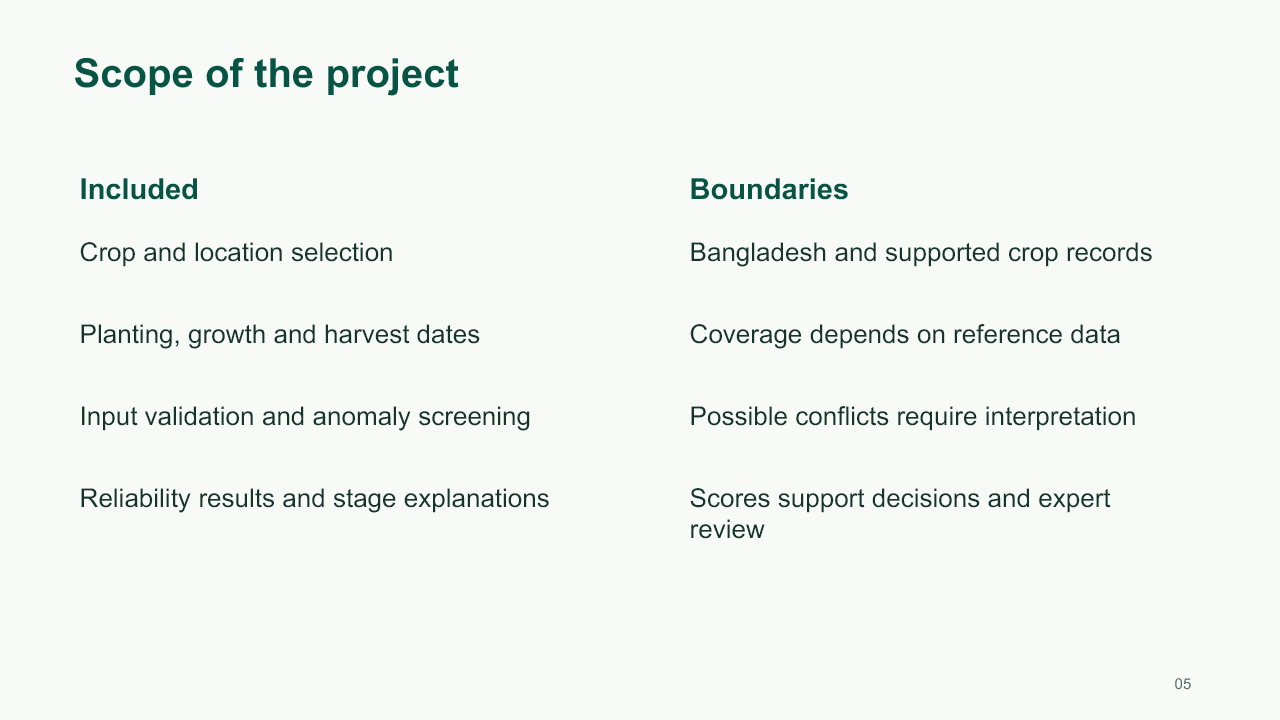 Scope of the project
Included
Crop and location selection
Planting, growth and harvest dates
Input validation and anomaly screening
Reliability results and stage explanations
Boundaries
Bangladesh and supported crop records
Coverage depends on reference data
Possible conflicts require interpretation
Scores support decisions and expert
review
05